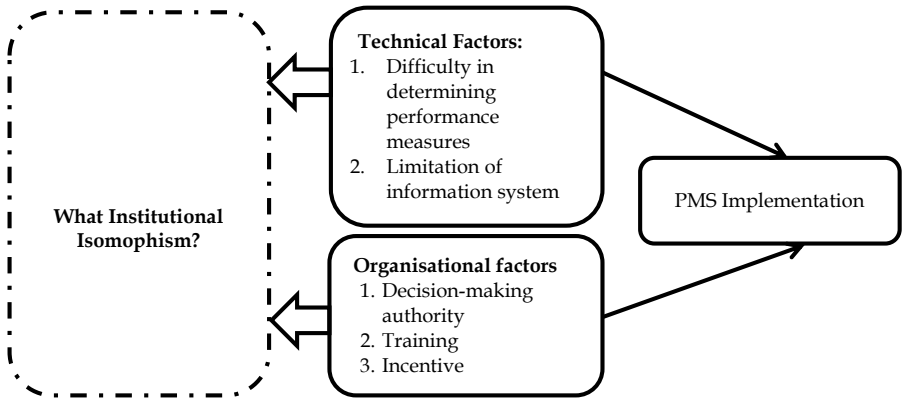 What Institutional
Isomophism?
Technical Factors:
1. Difficulty in
determining
performance
measures
2. Limitation of
information system
Organisational factors
1. Decision-making
authority
2. Training
3. Incentive
PMS Implementation